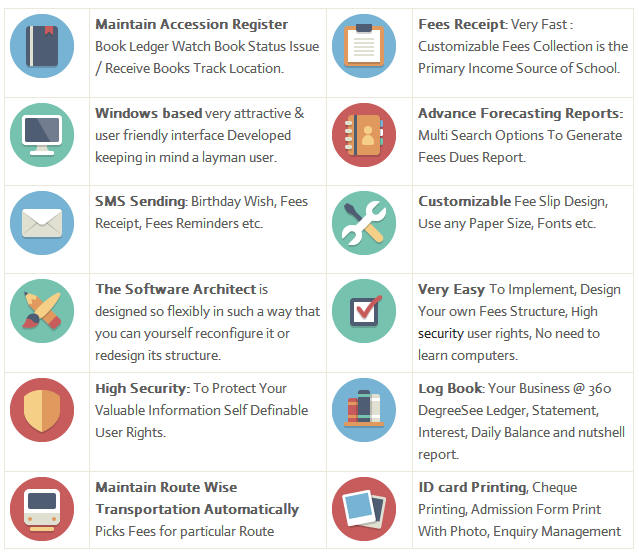 Maintain Accession Register
Book Ledger Watch Book Status Issue
/ Receive Books Track Location.
Fees Receipt: Very Fast :
Customizable Fees Collection is the
Primary Income Source of School.
Windows based very attractive &
user friendly interface Developed
keeping in mind a layman user.
Advance Forecasting Reports:
Multi Search Options To Generate
Fees Dues Report.
SMS Sending: Birthday Wish, Fees
Receipt, Fees Reminders etc.
Customizable Fee Slip Design,
Use any Paper Size, Fonts etc.
The Software Architect is
designed so flexibly in such a way that
you can yourself reconfigure it or
redesign its structure.
Very Easy To Implement, Design
Your own Fees Structure, High
security user rights, No need to
learn computers.
High Security: To Protect Your
Valuable Information Self Definable
User Rights.
Log Book: Your Business @ 360
DegreeSee Ledger, Statement,
Interest, Daily Balance and nutshell
report.
Maintain Route Wise
Transportation Automatically
Picks Fees for particular Route
ID card Printing, Cheque
Printing, Admission Form Print
With Photo, Enquiry Management